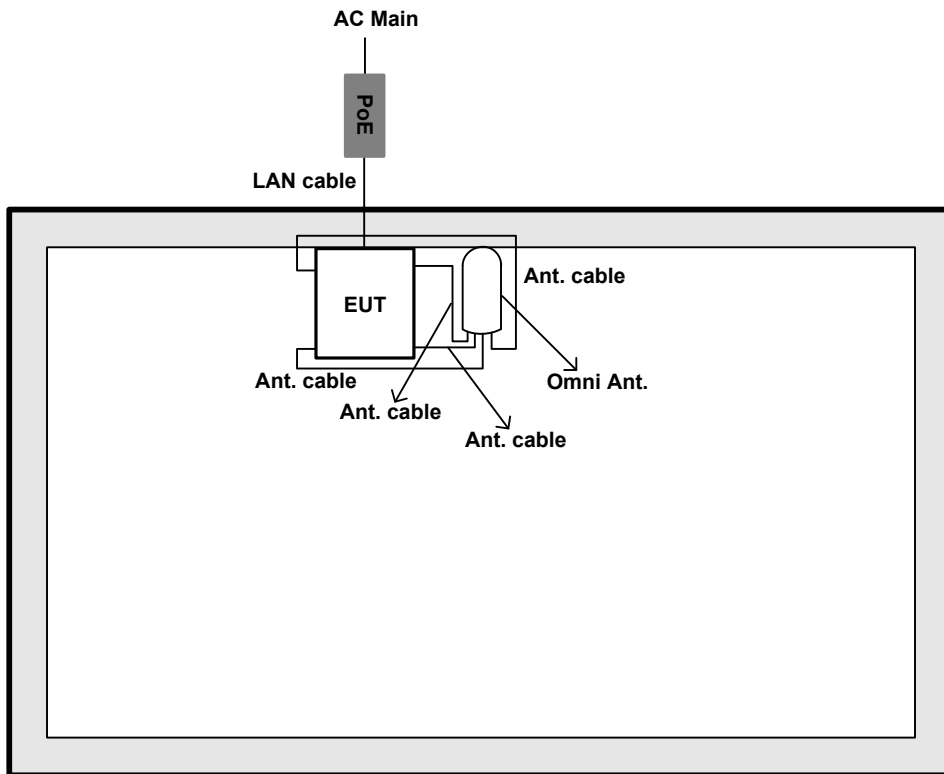 AC Main
PoE
LAN cable
Ant. cable
EUT
Omni Ant.
Ant. cable
Ant. cable
Ant. cable